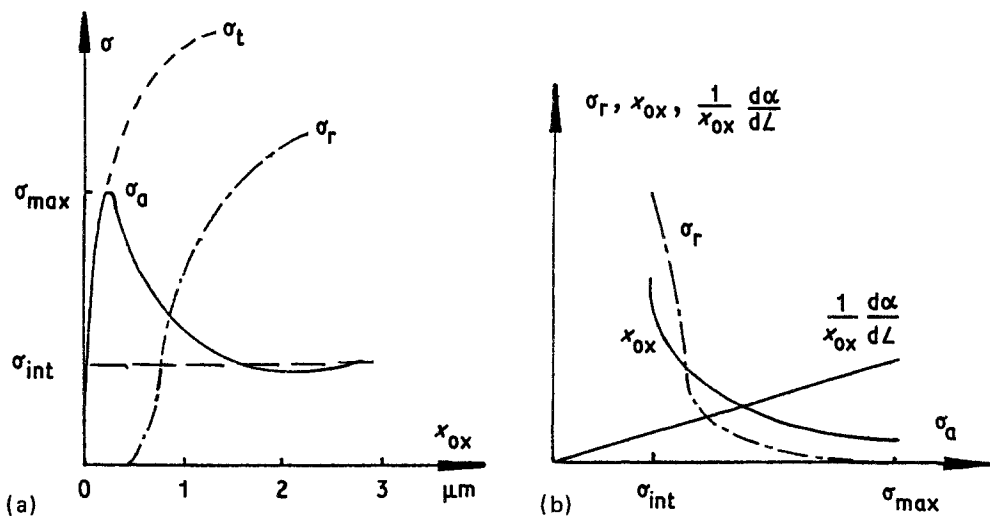 σ
σt
σr
σmax
σa
σint
xox
0 1 2 3 μm
(a)
σr, xox, 1/xox dα/dL
σr
xox
1/xox dα/dL
σa
σint σmax
(b)